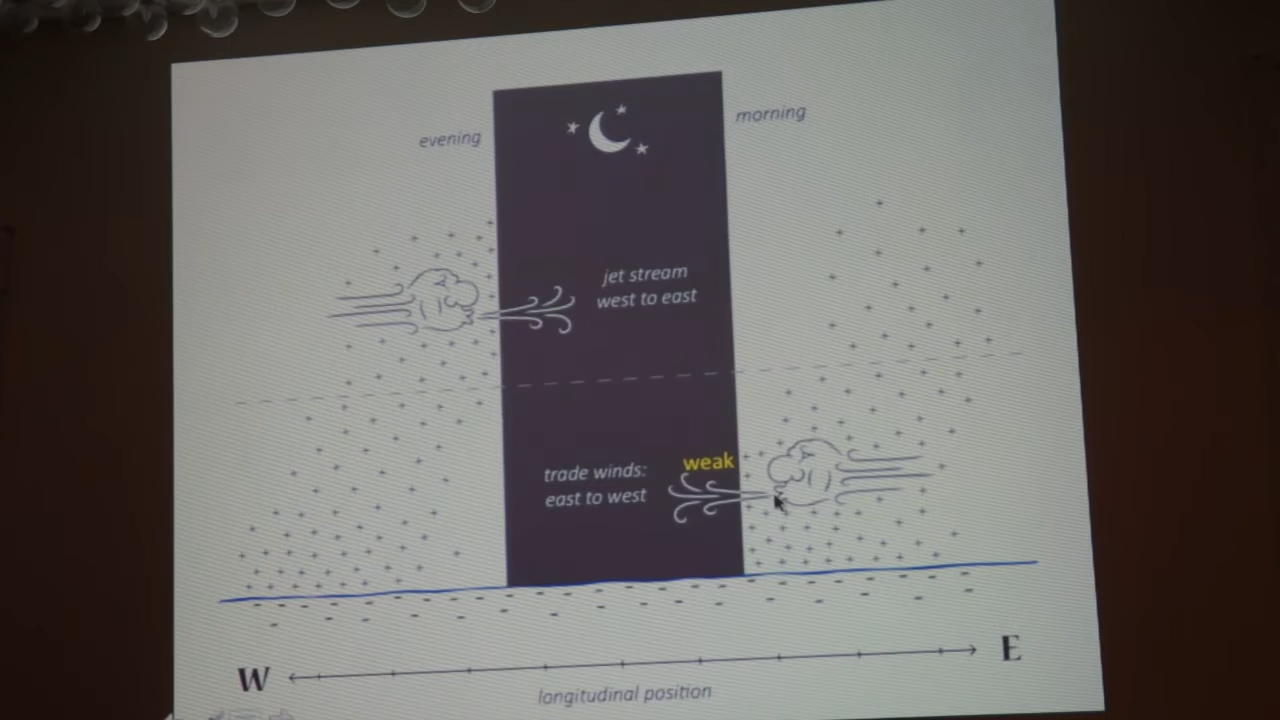 evening
morning
jet stream
west to east
weak
trade winds:
east to west
W
E
longitudinal position